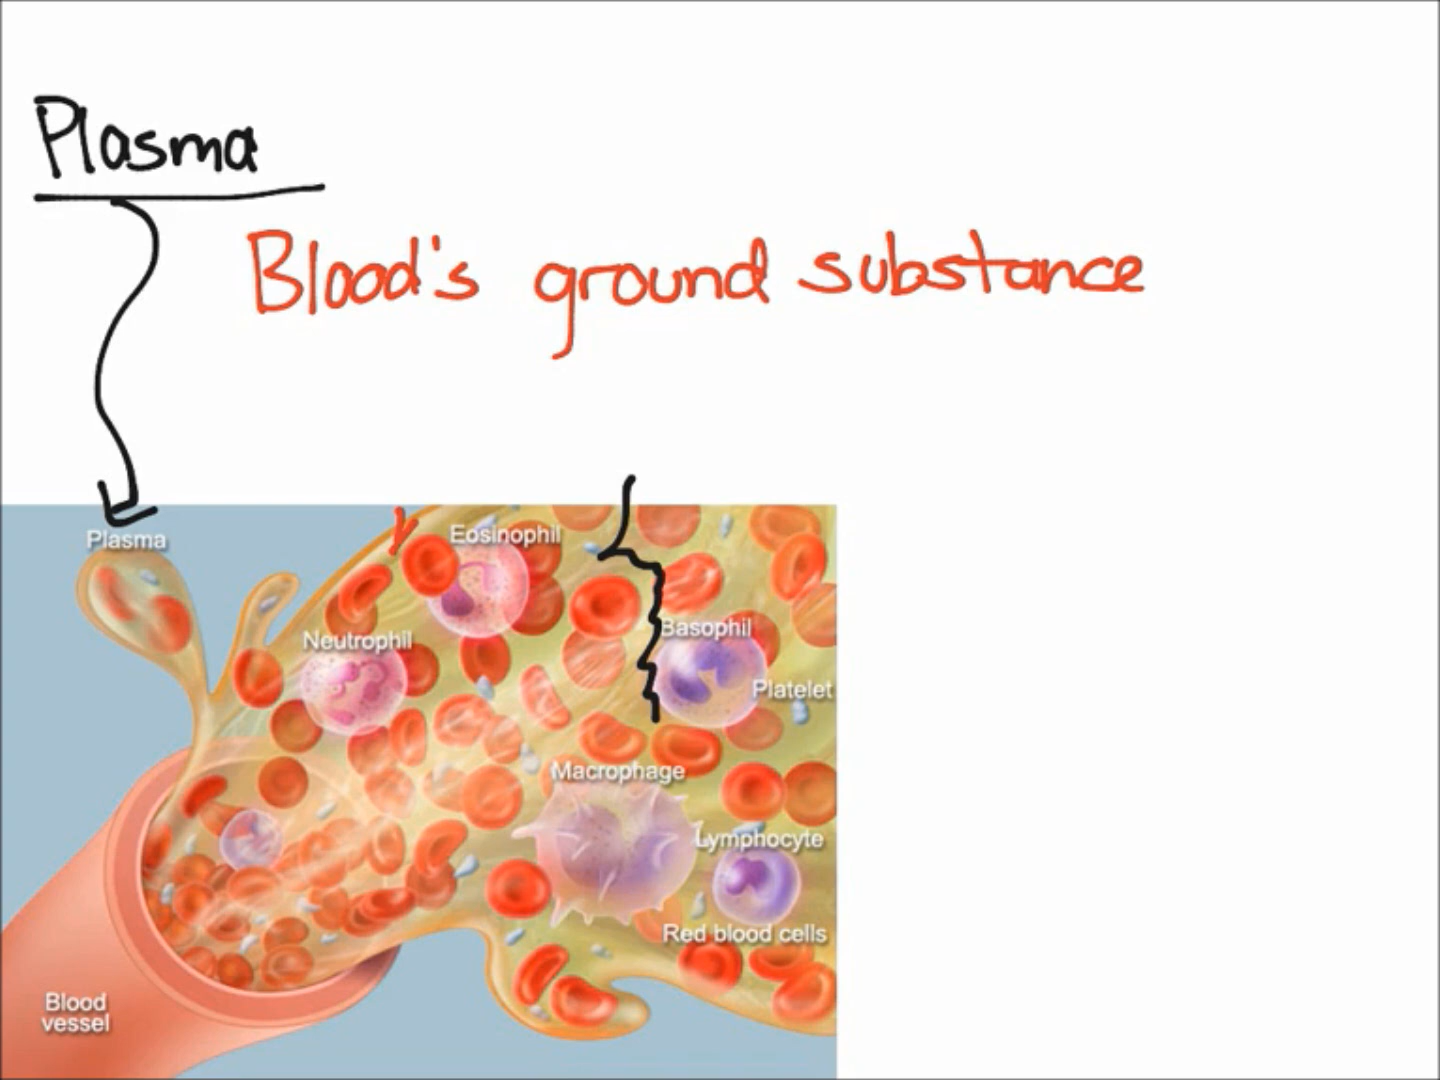 Plasma
Blood's ground substance
Plasma
Eosinophil
Neutrophil
Basophil
Platelet
Macrophage
Lymphocyte
Red blood cells
Blood
vessel